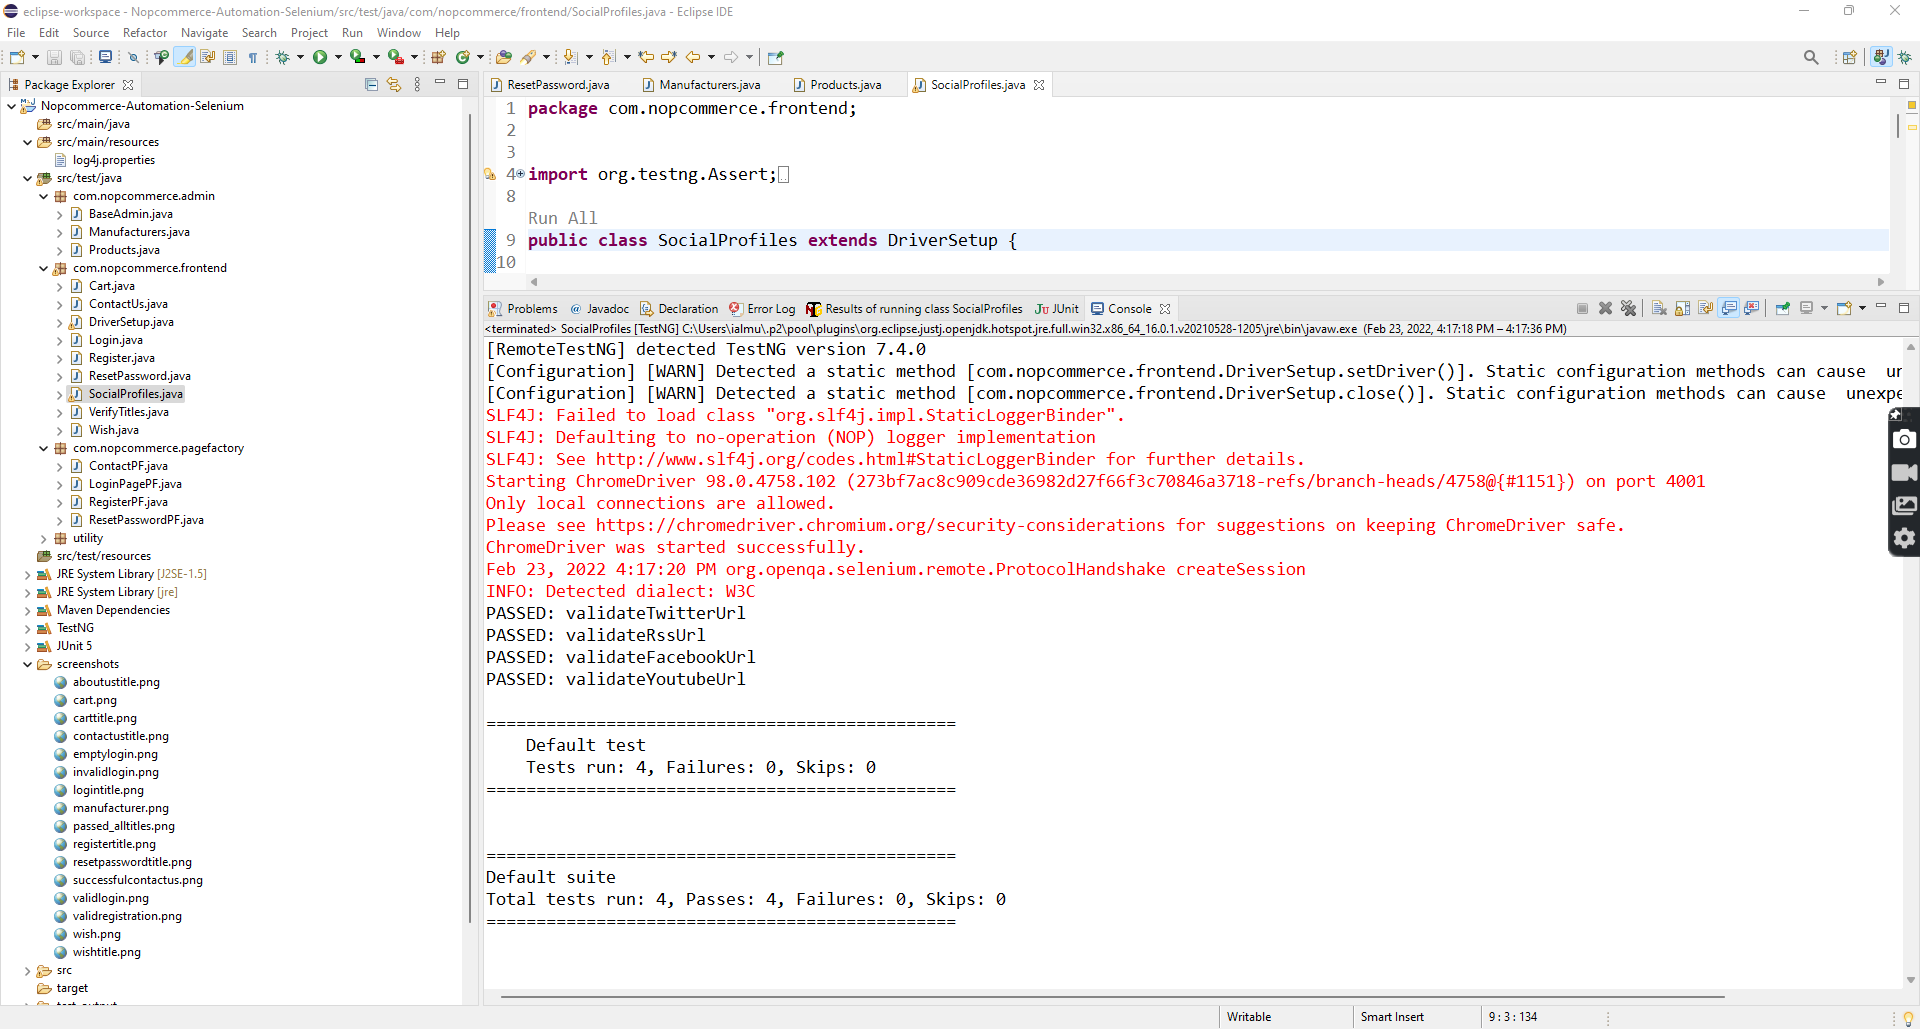 eclipse-workspace - Nopcommerce-Automation-Selenium/src/test/java/com/nopcommerce/frontend/SocialProfiles.java - Eclipse IDE
File Edit Source Refactor Navigate Search Project Run Window Help
Package Explorer
Nopcommerce-Automation-Selenium
src/main/java
src/main/resources
log4j.properties
src/test/java
com.nopcommerce.admin
BaseAdmin.java
Manufacturers.java
Products.java
com.nopcommerce.frontend
Cart.java
ContactUs.java
DriverSetup.java
Login.java
Register.java
ResetPassword.java
SocialProfiles.java
VerifyTitles.java
Wish.java
com.nopcommerce.pagefactory
ContactPF.java
LoginPagePF.java
RegisterPF.java
ResetPasswordPF.java
utility
src/test/resources
JRE System Library [J2SE-1.5]
JRE System Library [jre]
Maven Dependencies
TestNG
JUnit 5
screenshots
aboutustitle.png
cart.png
carttitle.png
contactustitle.png
emptylogin.png
invalidlogin.png
logintitle.png
manufacturer.png
passed_alltitles.png
registertitle.png
resetpasswordtitle.png
successfulcontactus.png
validlogin.png
validregistration.png
wish.png
wishtitle.png
src
target
ResetPassword.java Manufacturers.java Products.java SocialProfiles.java
1 package com.nopcommerce.frontend;
2
3
4 import org.testng.Assert;
8
Run All
9 public class SocialProfiles extends DriverSetup {
10
Problems Javadoc Declaration Error Log Results of running class SocialProfiles JUnit Console
<terminated> SocialProfiles [TestNG] C:\Users\ialmu\.p2\pool\plugins\org.eclipse.justj.openjdk.hotspot.jre.full.win32.x86_64_16.0.1.v20210528-1205\jre\bin\javaw.exe (Feb 23, 2022, 4:17:18 PM – 4:17:36 PM)
[RemoteTestNG] detected TestNG version 7.4.0
[Configuration] [WARN] Detected a static method [com.nopcommerce.frontend.DriverSetup.setDriver()]. Static configuration methods can cause un
[Configuration] [WARN] Detected a static method [com.nopcommerce.frontend.DriverSetup.close()]. Static configuration methods can cause unexpe
SLF4J: Failed to load class "org.slf4j.impl.StaticLoggerBinder".
SLF4J: Defaulting to no-operation (NOP) logger implementation
SLF4J: See http://www.slf4j.org/codes.html#StaticLoggerBinder for further details.
Starting ChromeDriver 98.0.4758.102 (273bf7ac8c909cde36982d27f66f3c70846a3718-refs/branch-heads/4758@{#1151}) on port 4001
Only local connections are allowed.
Please see https://chromedriver.chromium.org/security-considerations for suggestions on keeping ChromeDriver safe.
ChromeDriver was started successfully.
Feb 23, 2022 4:17:20 PM org.openqa.selenium.remote.ProtocolHandshake createSession
INFO: Detected dialect: W3C
PASSED: validateTwitterUrl
PASSED: validateRssUrl
PASSED: validateFacebookUrl
PASSED: validateYoutubeUrl
===============================================
Default test
Tests run: 4, Failures: 0, Skips: 0
===============================================
===============================================
Default suite
Total tests run: 4, Passes: 4, Failures: 0, Skips: 0
===============================================
Writable Smart Insert 9 : 3 : 134